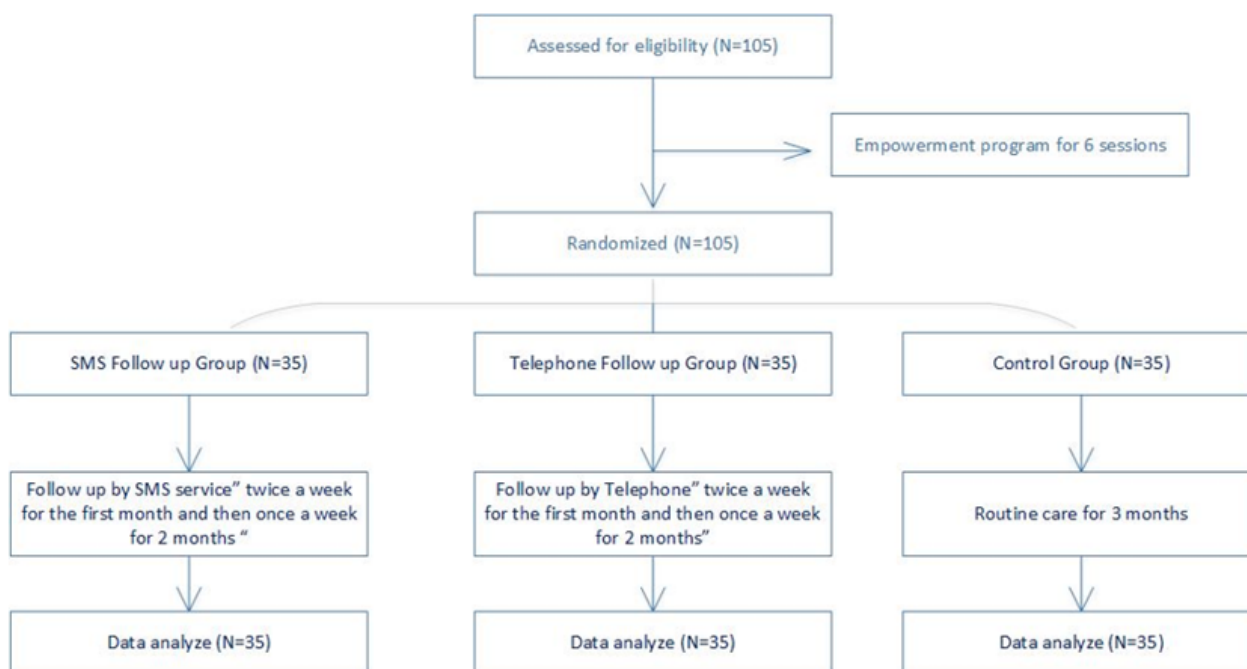 Assessed for eligibility (N=105)
Empowerment program for 6 sessions
Randomized (N=105)
SMS Follow up Group (N=35)
Telephone Follow up Group (N=35)
Control Group (N=35)
Follow up by SMS service” twice a week
for the first month and then once a week
for 2 months “
Follow up by Telephone” twice a week
for the first month and then once a week
for 2 months”
Routine care for 3 months
Data analyze (N=35)
Data analyze (N=35)
Data analyze (N=35)